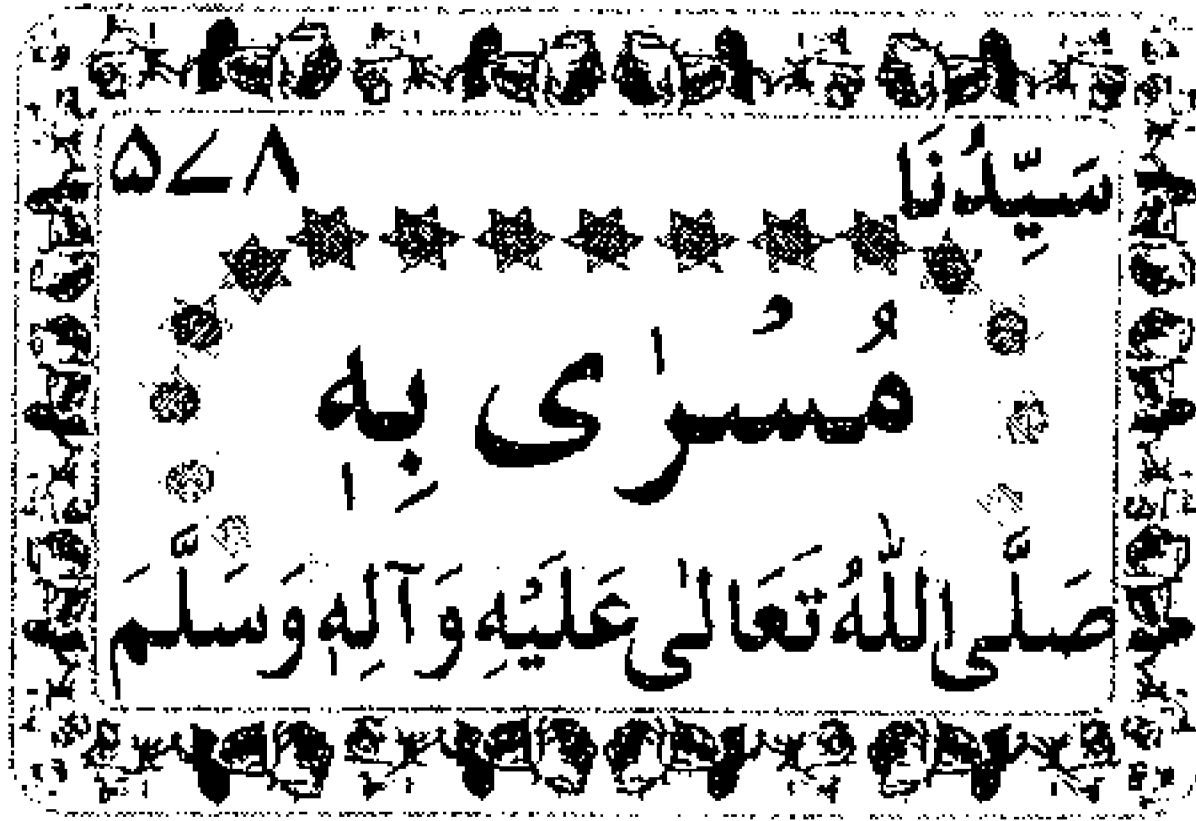 سَيِّدُنَا ۵۷۸
مُسْرٰى بِهٖ
صَلَّى اللّٰهُ تَعَالٰى عَلَيْهِ وَآلِهٖ وَسَلَّمَ